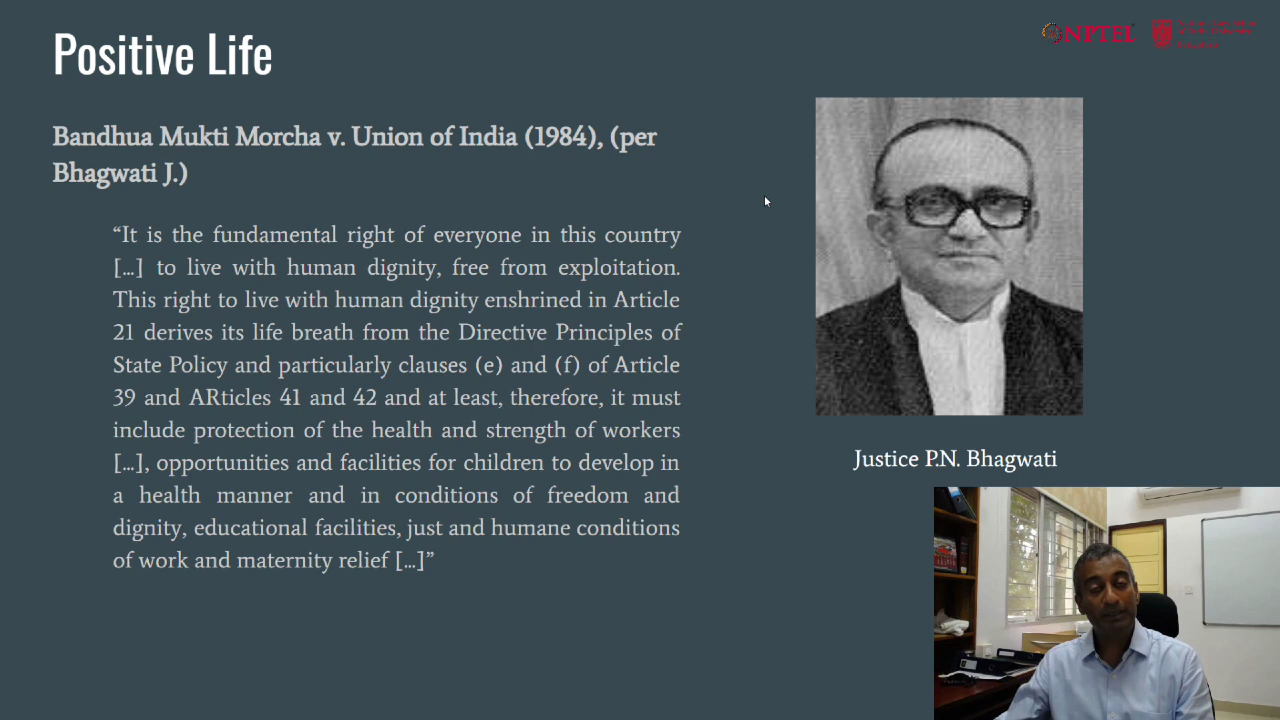 Positive Life
NPTEL
Bandhua Mukti Morcha v. Union of India (1984), (per
Bhagwati J.)
“It is the fundamental right of everyone in this country
[...] to live with human dignity, free from exploitation.
This right to live with human dignity enshrined in Article
21 derives its life breath from the Directive Principles of
State Policy and particularly clauses (e) and (f) of Article
39 and ARticles 41 and 42 and at least, therefore, it must
include protection of the health and strength of workers
[...], opportunities and facilities for children to develop in
a health manner and in conditions of freedom and
dignity, educational facilities, just and humane conditions
of work and maternity relief [...]”
Justice P.N. Bhagwati